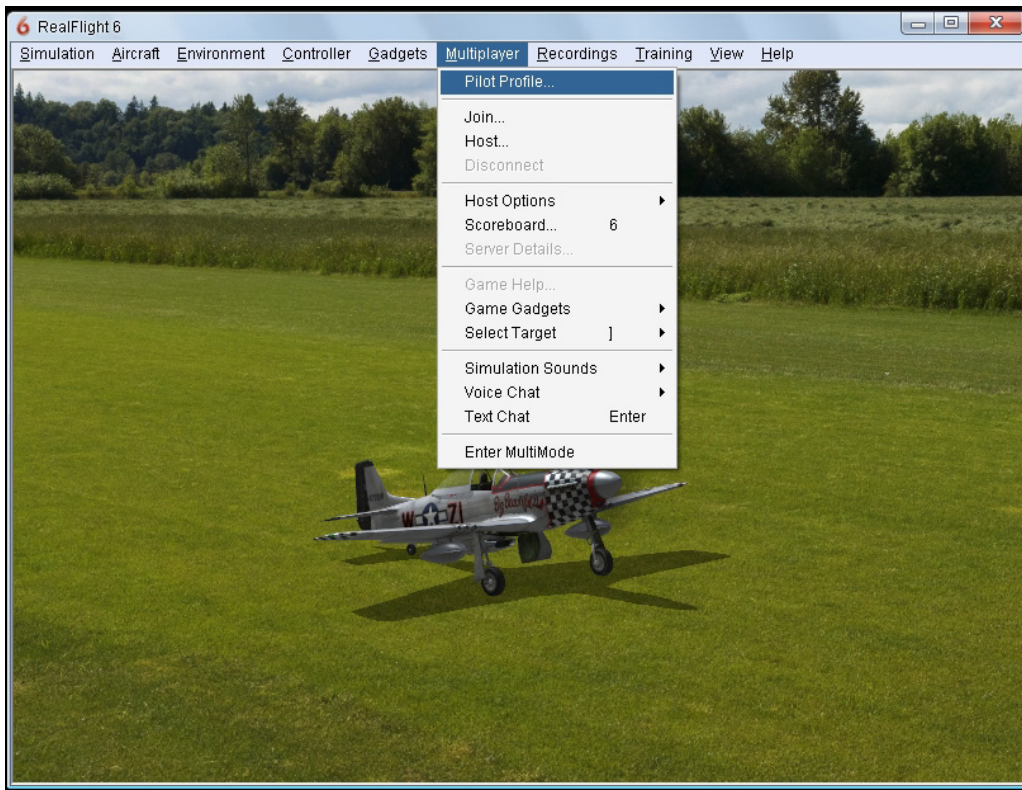 6 RealFlight 6
Simulation Aircraft Environment Controller Gadgets Multiplayer Recordings Training View Help
Pilot Profile...
Join...
Host...
Disconnect
Host Options
Scoreboard... 6
Server Details...
Game Help...
Game Gadgets
Select Target ]
Simulation Sounds
Voice Chat
Text Chat Enter
Enter MultiMode
W 71